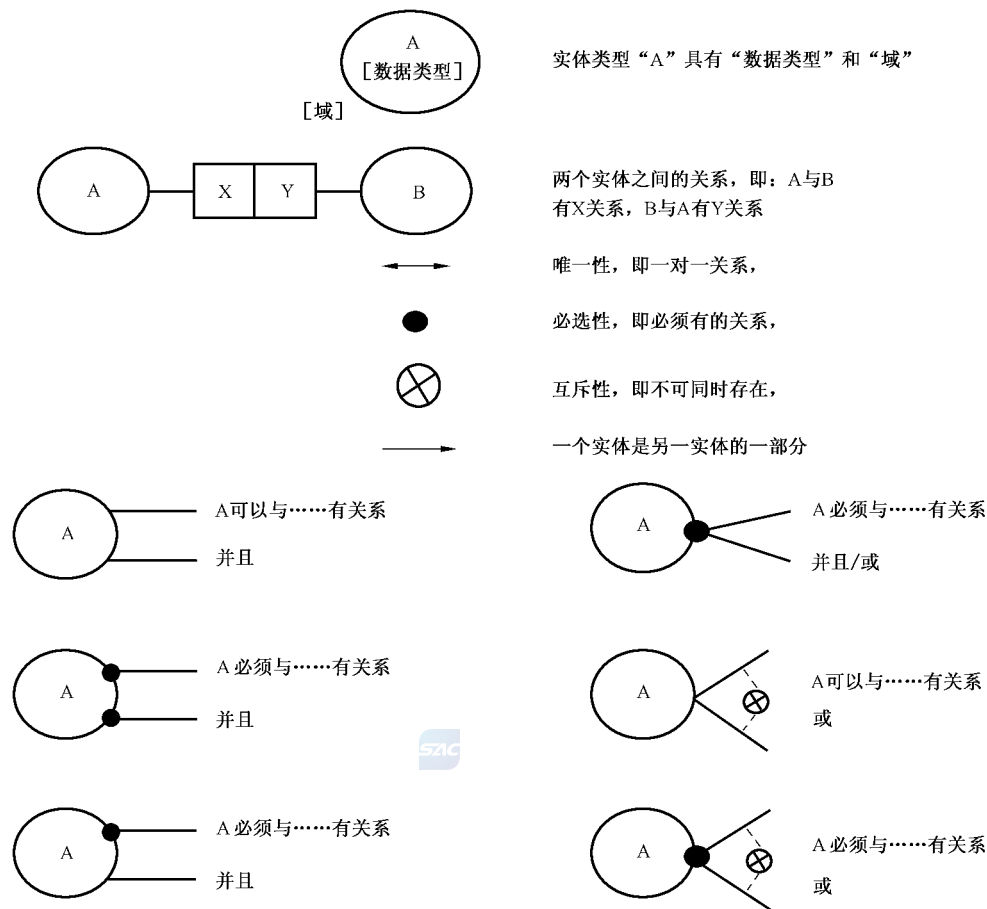 A
[数据类型]
实体类型“A”具有“数据类型”和“域”
[域]
A
X
Y
B
两个实体之间的关系，即：A与B
有X关系，B与A有Y关系
唯一性，即一对一关系，
必选性，即必须有的关系，
互斥性，即不可同时存在，
一个实体是另一实体的一部分
A
A可以与……有关系
并且
A
A必须与……有关系
并且/或
A
A必须与……有关系
并且
A
A可以与……有关系
或
SAC
A
A必须与……有关系
并且
A
A必须与……有关系
或